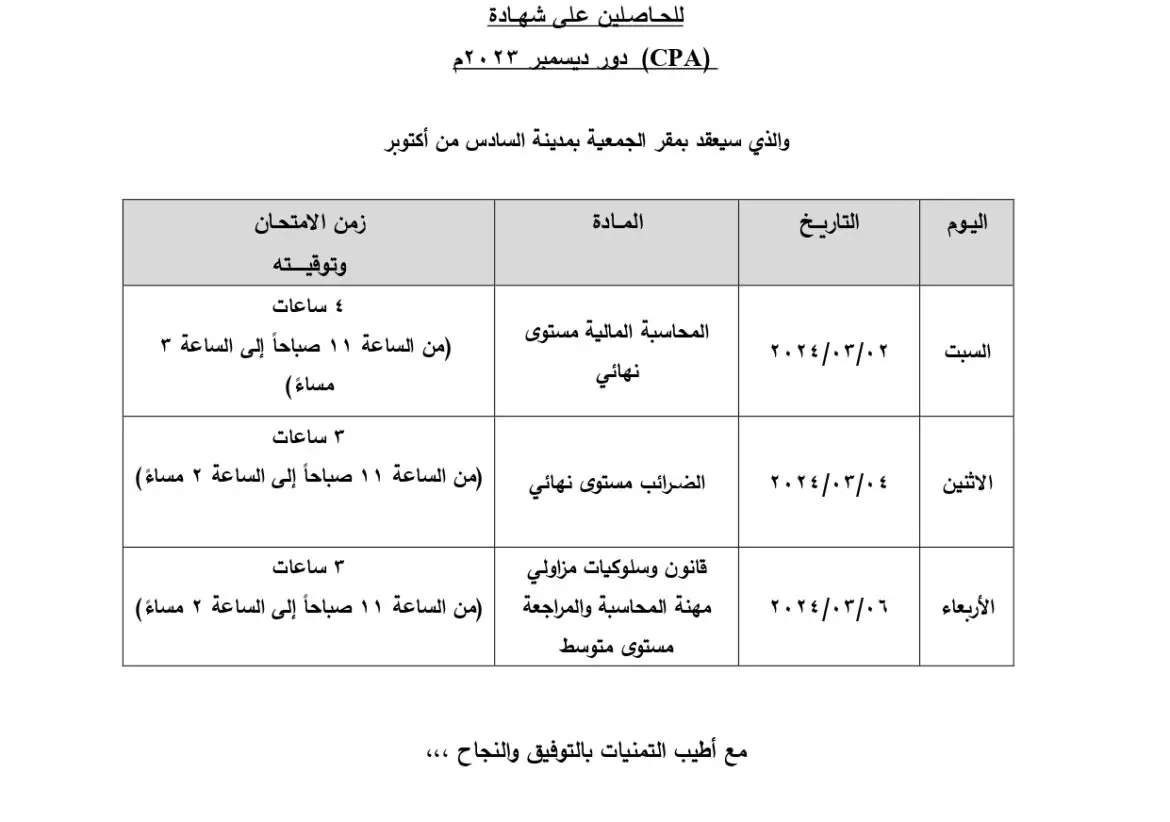 للحاصلين على شهادة
(CPA) دور ديسمبر ٢٠٢٣م
والذي سيعقد بمقر الجمعية بمدينة السادس من أكتوبر
اليوم
التاريخ
المادة
زمن الامتحان
وتوقيته
السبت
٢٠٢٤/٠٣/٠٢
المحاسبة المالية مستوى
نهائي
٤ ساعات
(من الساعة ١١ صباحاً إلى الساعة ٣
مساءً)
الاثنين
٢٠٢٤/٠٣/٠٤
الضرائب مستوى نهائي
٣ ساعات
(من الساعة ١١ صباحاً إلى الساعة ٢ مساءً)
الأربعاء
٢٠٢٤/٠٣/٠٦
قانون وسلوكيات مزاولي
مهنة المحاسبة والمراجعة
مستوى متوسط
٣ ساعات
(من الساعة ١١ صباحاً إلى الساعة ٢ مساءً)
مع أطيب التمنيات بالتوفيق والنجاح ،،،